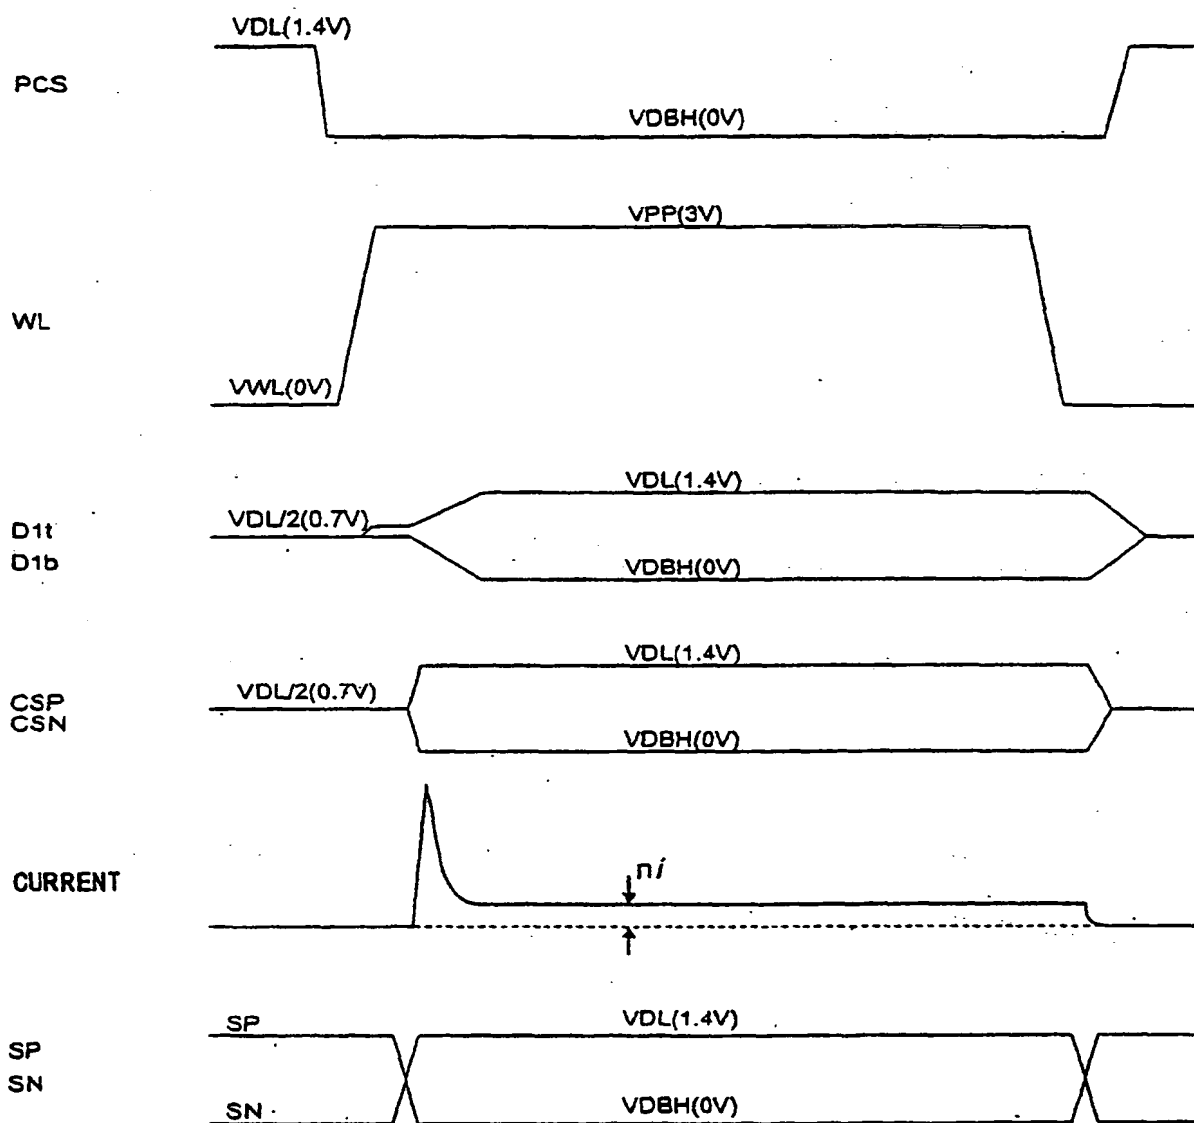 VDL(1.4V)
PCS
VDBH(0V)
VPP(3V)
WL
VWL(0V)
VDL(1.4V)
VDL/2(0.7V)
D1t
D1b
VDBH(0V)
VDL(1.4V)
VDL/2(0.7V)
CSP
CSN
VDBH(0V)
ni
CURRENT
SP
VDL(1.4V)
SP
SN
SN
VDBH(0V)